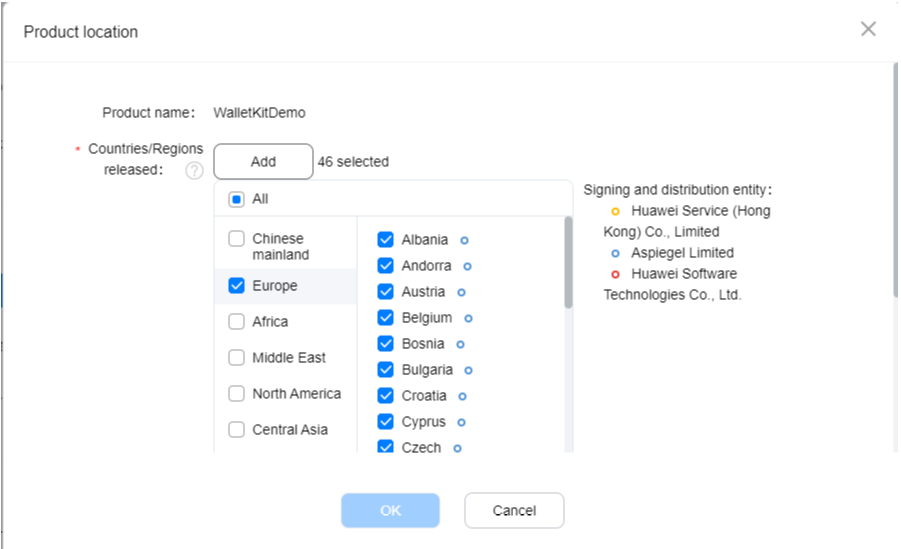 Product location
Product name: WalletKitDemo
* Countries/Regions
released: ?
Add 46 selected
All
Chinese
mainland
Europe
Africa
Middle East
North America
Central Asia
Albania
Andorra
Austria
Belgium
Bosnia
Bulgaria
Croatia
Cyprus
Czech
Signing and distribution entity:
Huawei Service (Hong
Kong) Co., Limited
Aspiegel Limited
Huawei Software
Technologies Co., Ltd.
OK Cancel